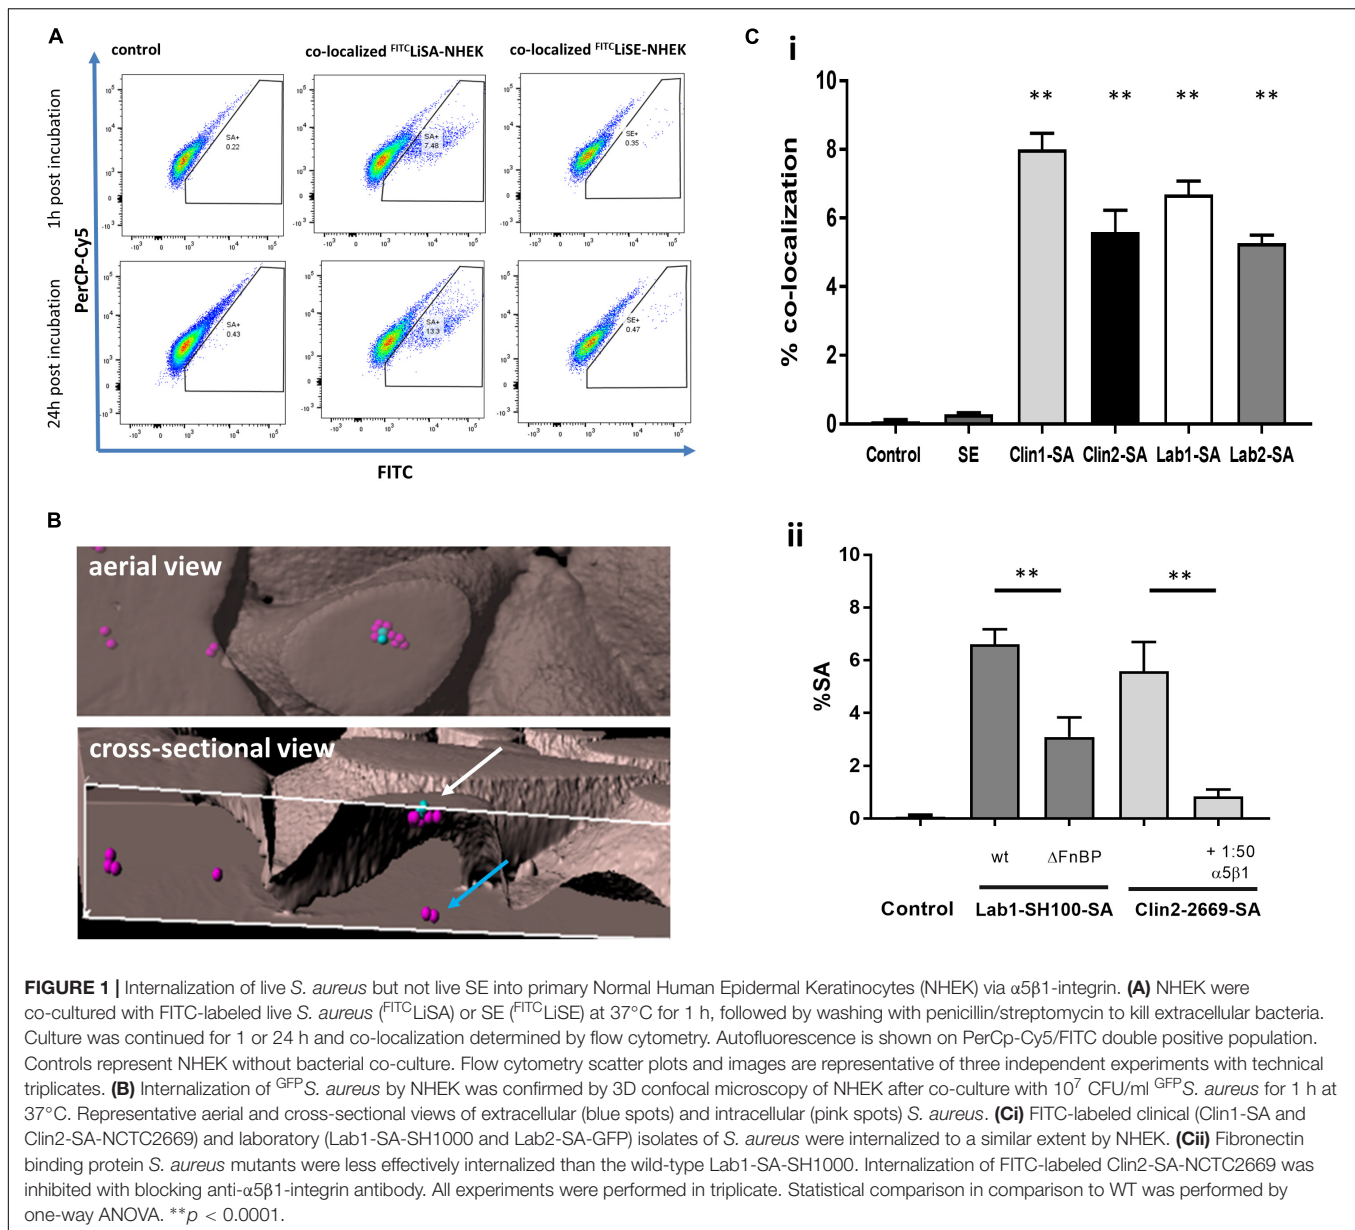 A
control
co-localized FITCLiSA-NHEK
co-localized FITCLiSE-NHEK
1h post incubation
24h post incubation
PerCP-Cy5
FITC
SA+
0.22
SA+
7.48
SE+
0.35
SA+
0.43
SA+
13.3
SE+
0.47
B
aerial view
cross-sectional view
C
i
% co-localization
10
8
6
4
2
0
** ** ** **
Control SE Clin1-SA Clin2-SA Lab1-SA Lab2-SA
ii
%SA
10
8
6
4
2
0
** **
wt ΔFnBP + 1:50
α5β1
Control Lab1-SH100-SA Clin2-2669-SA
FIGURE 1 | Internalization of live S. aureus but not live SE into primary Normal Human Epidermal Keratinocytes (NHEK) via α5β1-integrin. (A) NHEK were
co-cultured with FITC-labeled live S. aureus (FITCLiSA) or SE (FITCLiSE) at 37°C for 1 h, followed by washing with penicillin/streptomycin to kill extracellular bacteria.
Culture was continued for 1 or 24 h and co-localization determined by flow cytometry. Autofluorescence is shown on PerCp-Cy5/FITC double positive population.
Controls represent NHEK without bacterial co-culture. Flow cytometry scatter plots and images are representative of three independent experiments with technical
triplicates. (B) Internalization of GFPS. aureus by NHEK was confirmed by 3D confocal microscopy of NHEK after co-culture with 10⁷ CFU/ml GFPS. aureus for 1 h at
37°C. Representative aerial and cross-sectional views of extracellular (blue spots) and intracellular (pink spots) S. aureus. (Ci) FITC-labeled clinical (Clin1-SA and
Clin2-SA-NCTC2669) and laboratory (Lab1-SA-SH1000 and Lab2-SA-GFP) isolates of S. aureus were internalized to a similar extent by NHEK. (Cii) Fibronectin
binding protein S. aureus mutants were less effectively internalized than the wild-type Lab1-SA-SH1000. Internalization of FITC-labeled Clin2-SA-NCTC2669 was
inhibited with blocking anti-α5β1-integrin antibody. All experiments were performed in triplicate. Statistical comparison in comparison to WT was performed by
one-way ANOVA. **p < 0.0001.